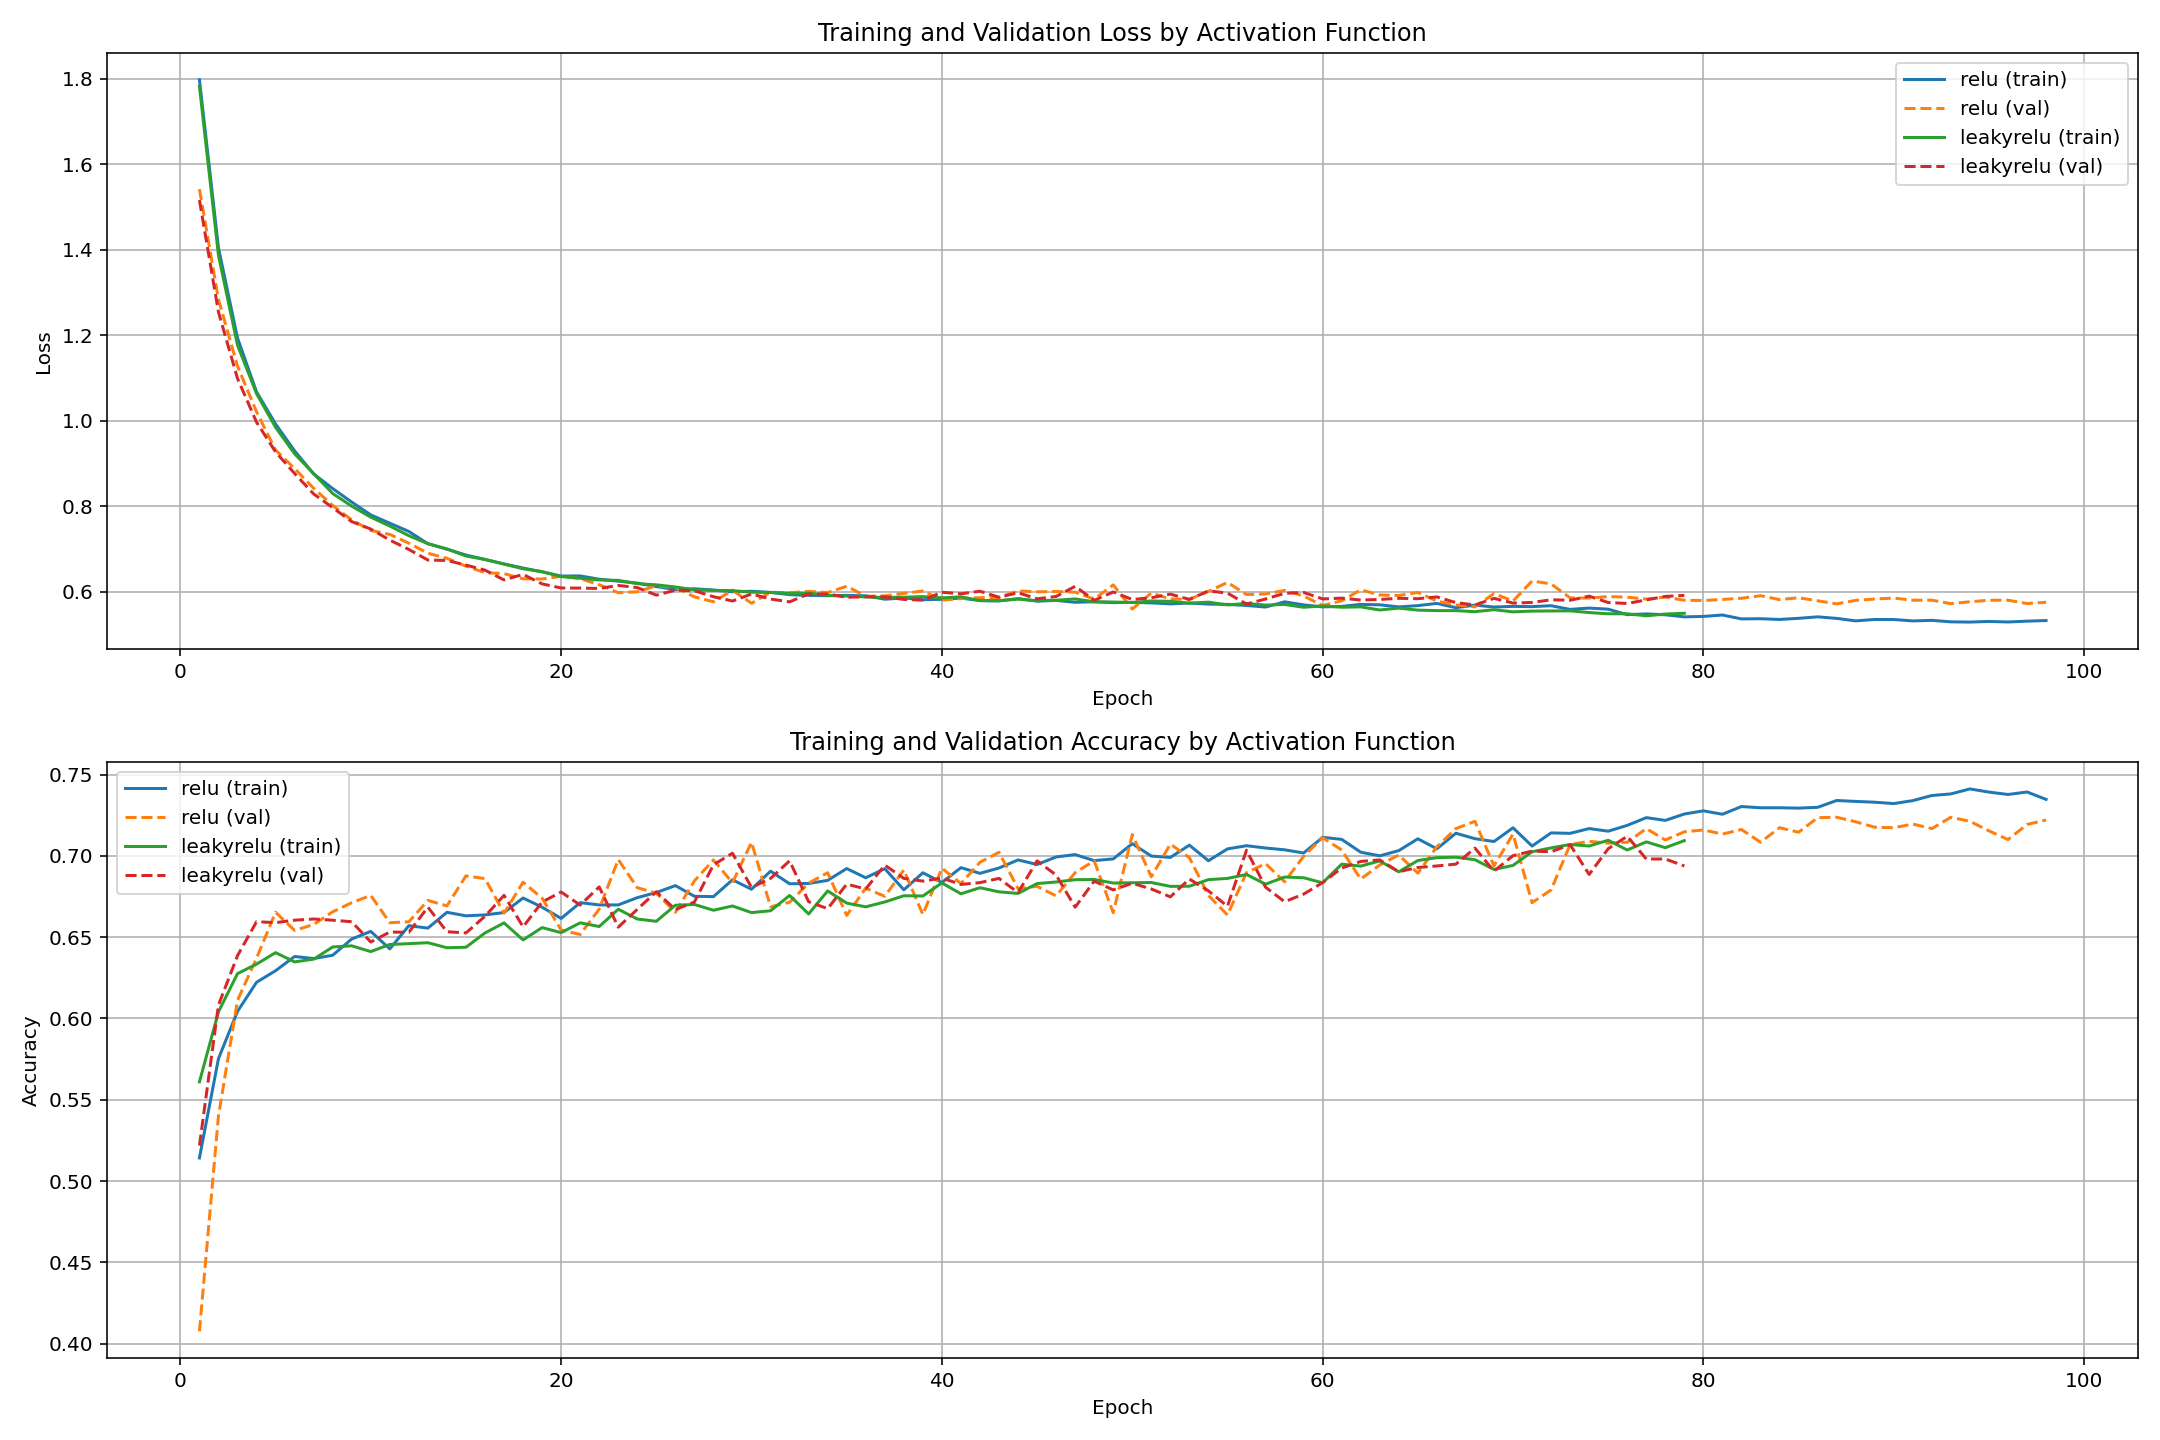 Training and Validation Loss by Activation Function
relu (train)
relu (val)
leakyrelu (train)
leakyrelu (val)
Loss
1.8
1.6
1.4
1.2
1.0
0.8
0.6
0 20 40 60 80 100
Epoch
Training and Validation Accuracy by Activation Function
relu (train)
relu (val)
leakyrelu (train)
leakyrelu (val)
Accuracy
0.75
0.70
0.65
0.60
0.55
0.50
0.45
0.40
0 20 40 60 80 100
Epoch